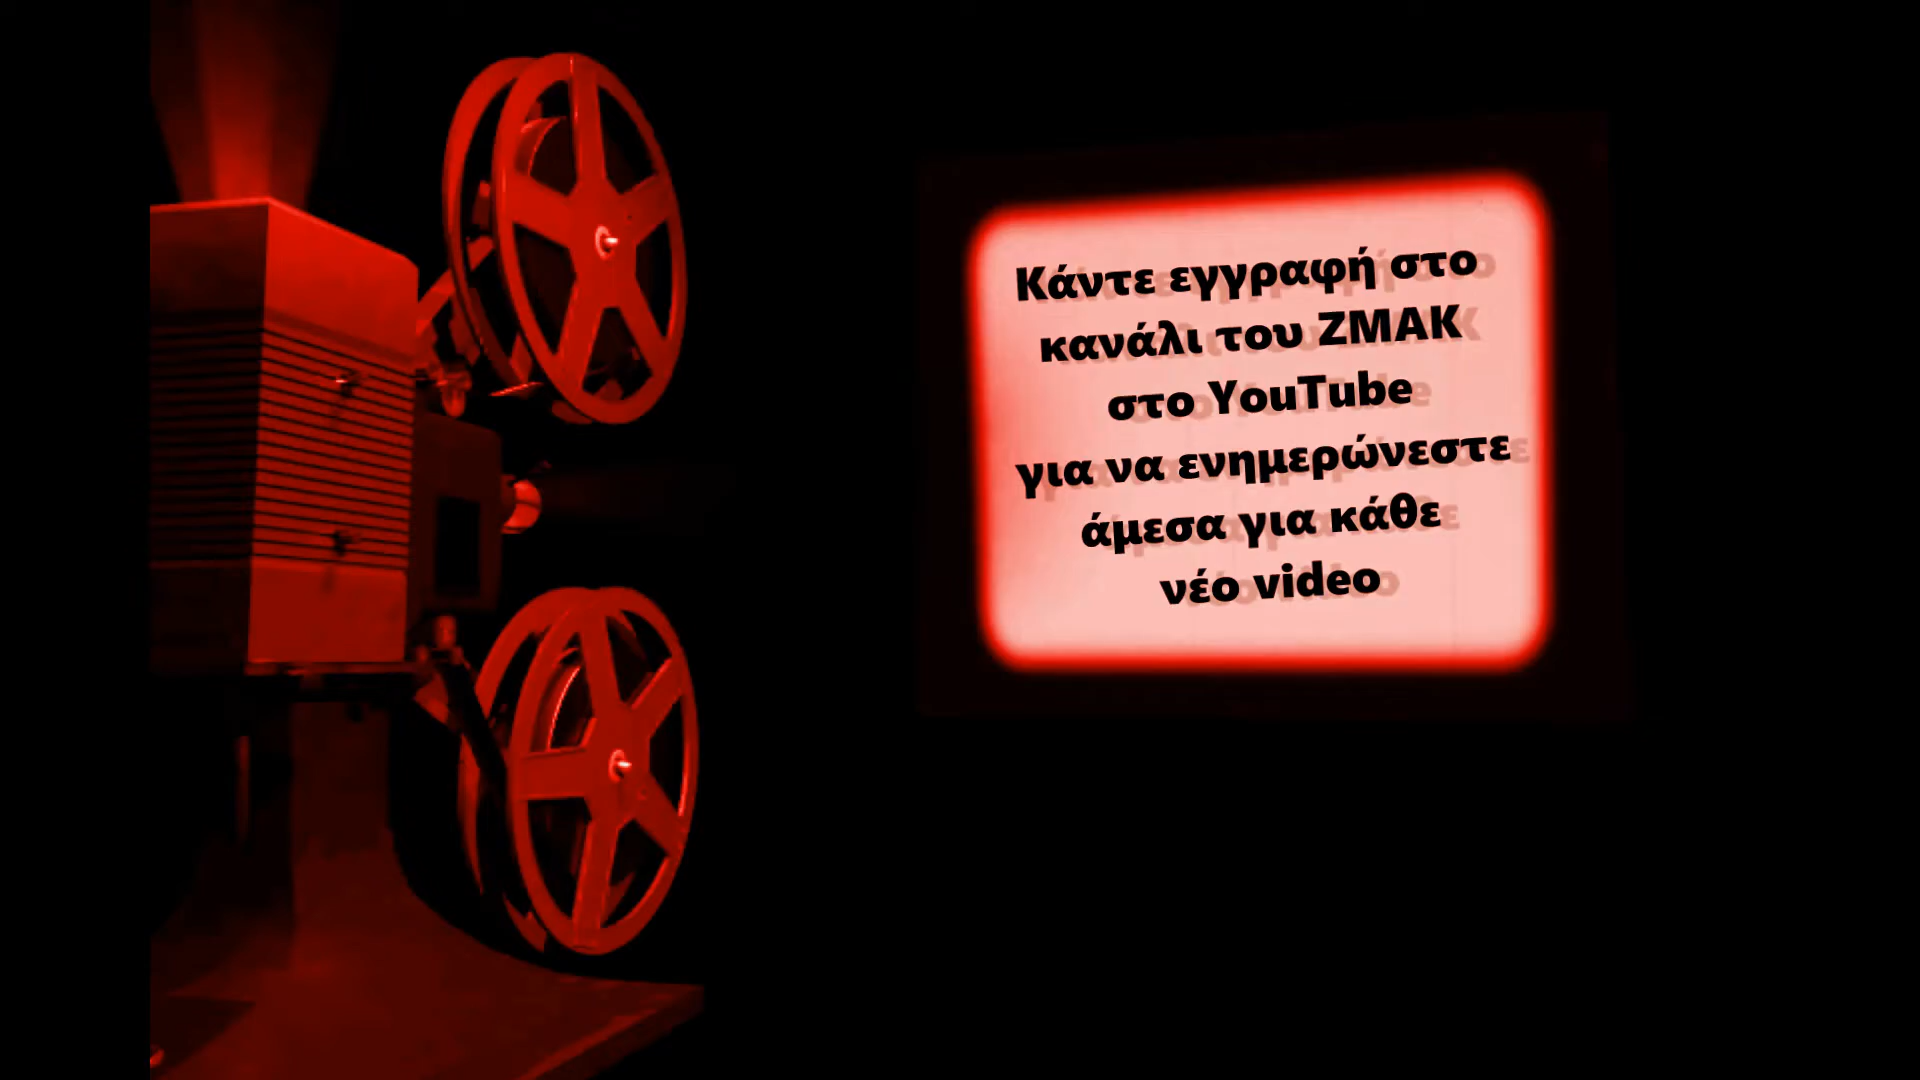 Κάντε εγγραφή στο
κανάλι του ΖΜΑΚ
στο YouTube
για να ενημερώνεστε
άμεσα για κάθε
νέο video